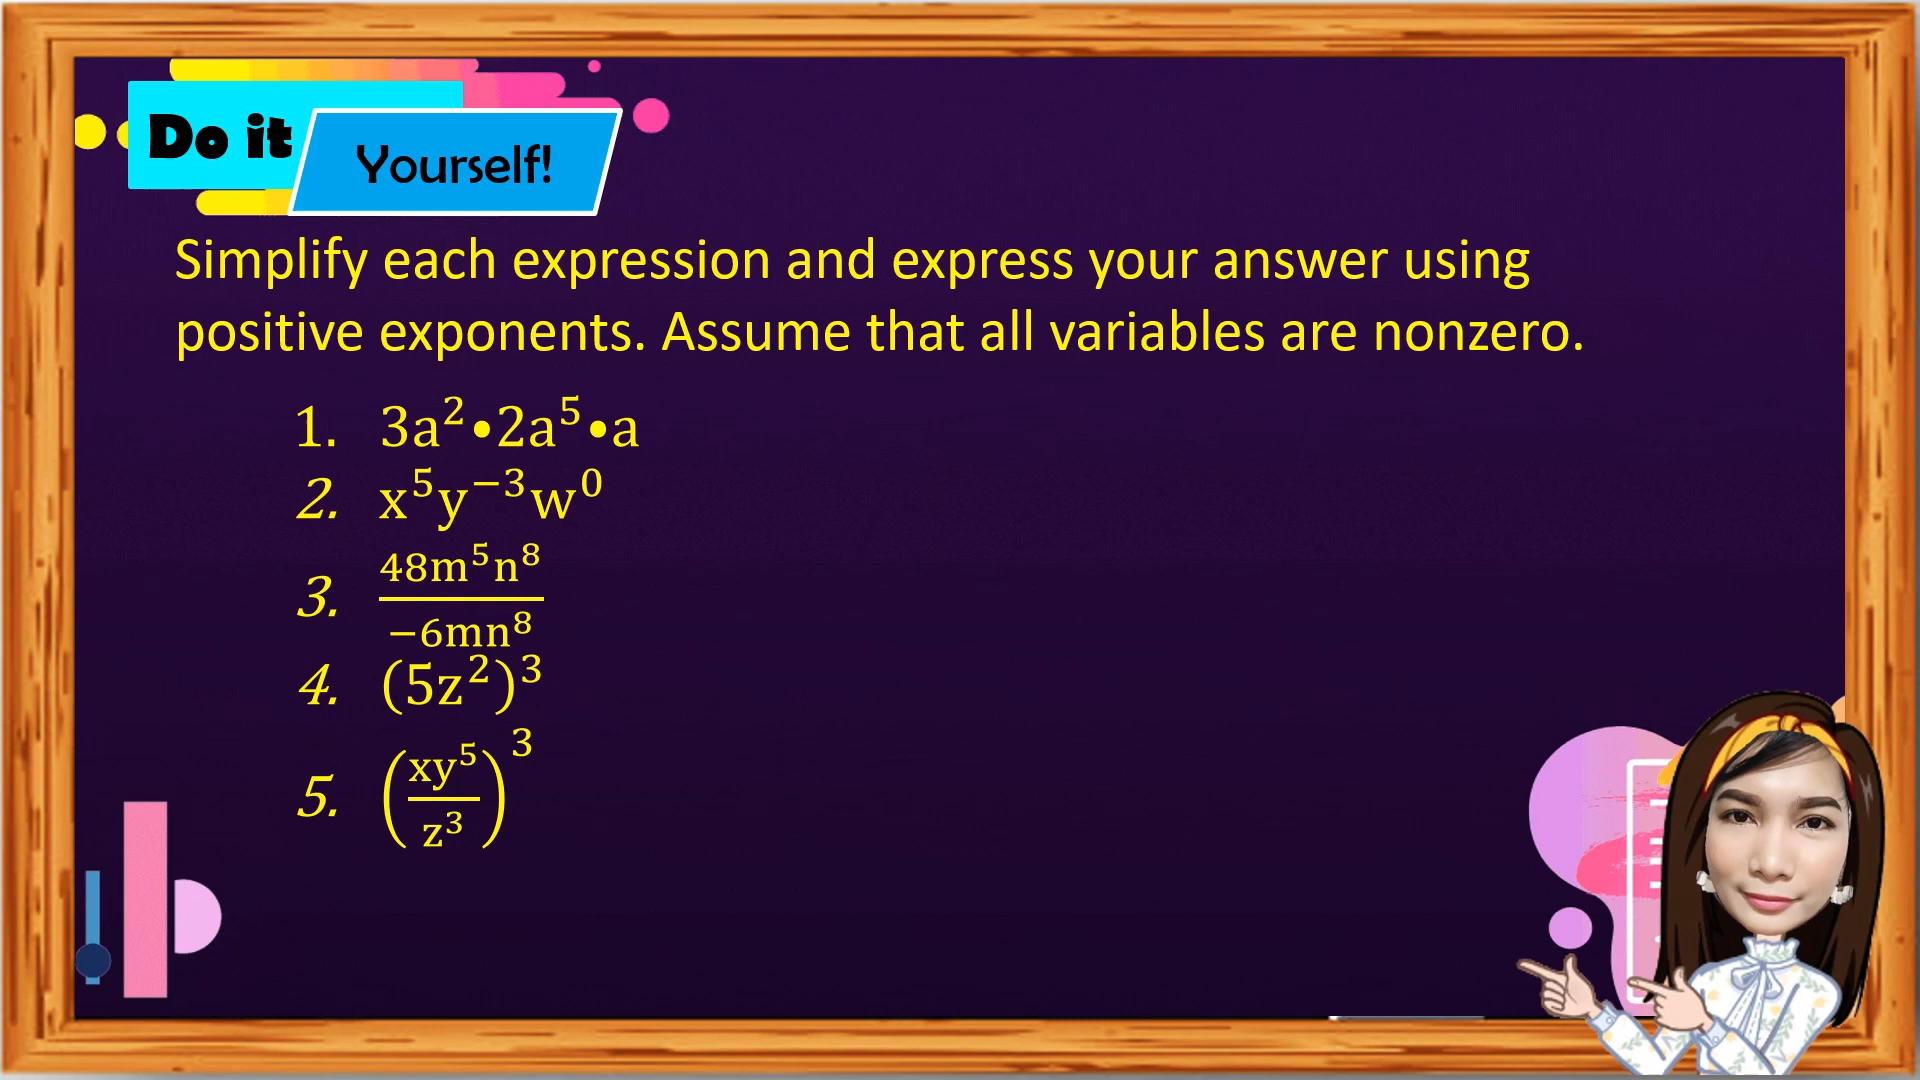 Do it
Yourself!
Simplify each expression and express your answer using
positive exponents. Assume that all variables are nonzero.
1. 3a²•2a⁵•a
2. x⁵y⁻³w⁰
3. 48m⁵n⁸/−6mn⁸
4. (5z²)³
5. (xy⁵/z³)³